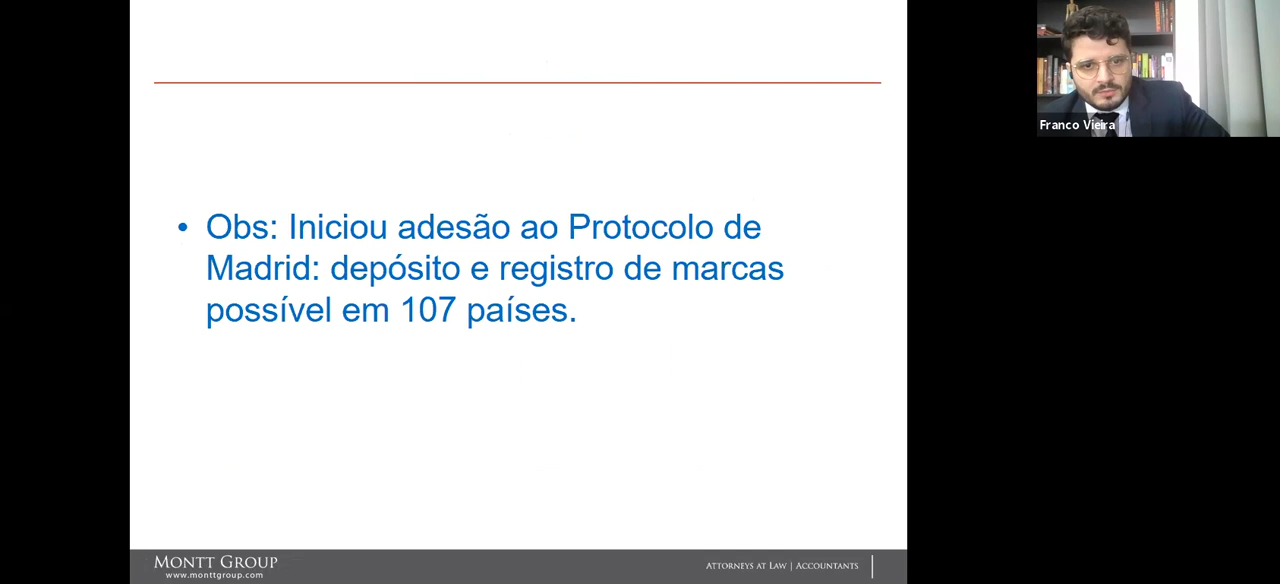 • Obs: Iniciou adesão ao Protocolo de
Madrid: depósito e registro de marcas
possível em 107 países.
Franco Vieira
MONTT GROUP
www.monttgroup.com
ATTORNEYS AT LAW | ACCOUNTANTS